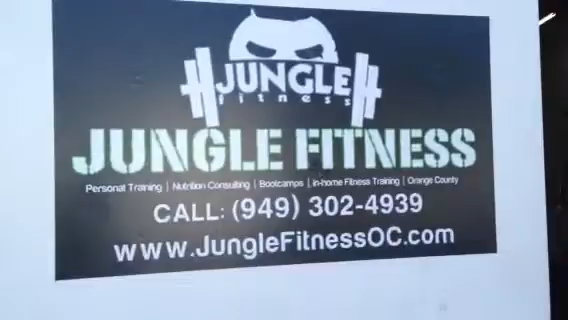 JUNGLE
fitness
JUNGLE FITNESS
Personal Training | Nutrition Consulting | Bootcamps | In-home Fitness Training | Orange County
CALL: (949) 302-4939
www.JungleFitnessOC.com